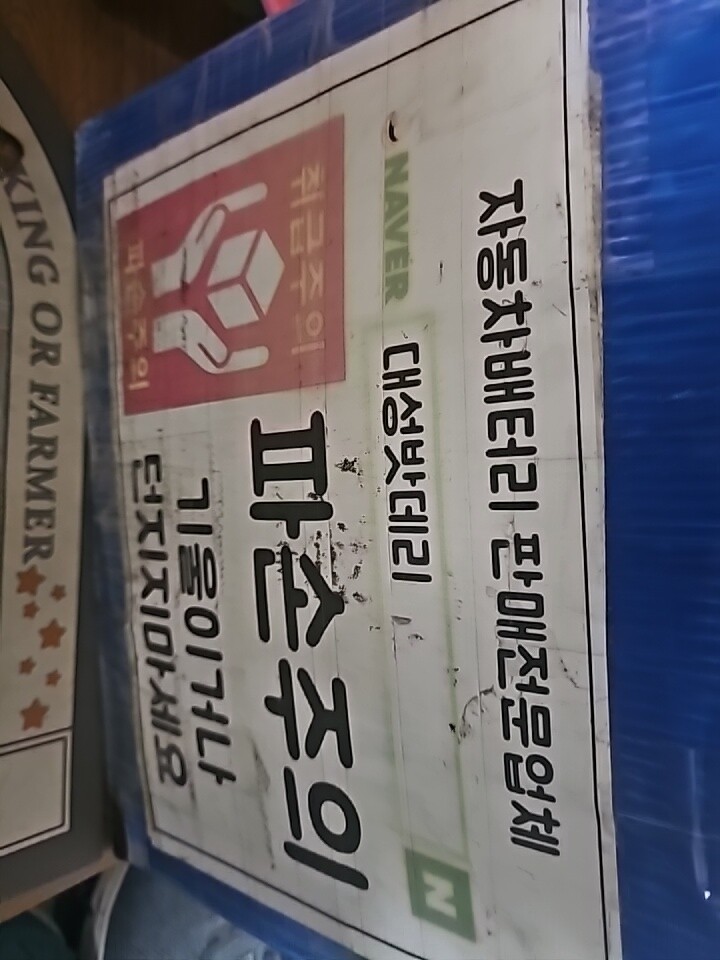 자동차배터리 판매전문업체
NAVER 대성밧데리 N
취급주의
파손주의
파손주의
기울이거나
던지지마세요
KING OR FARMER